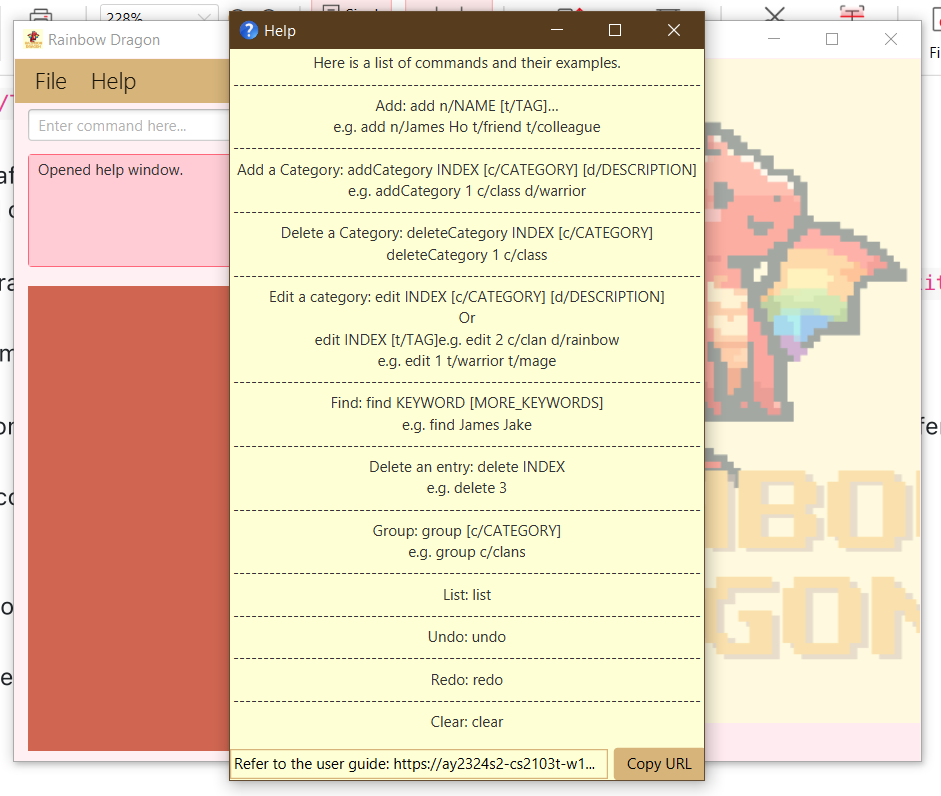 228%
Rainbow Dragon
File Help
Enter command here...
Opened help window.
Help
Here is a list of commands and their examples.
Add: add n/NAME [t/TAG]...
e.g. add n/James Ho t/friend t/colleague
Add a Category: addCategory INDEX [c/CATEGORY] [d/DESCRIPTION]
e.g. addCategory 1 c/class d/warrior
Delete a Category: deleteCategory INDEX [c/CATEGORY]
deleteCategory 1 c/class
Edit a category: edit INDEX [c/CATEGORY] [d/DESCRIPTION]
Or
edit INDEX [t/TAG]e.g. edit 2 c/clan d/rainbow
e.g. edit 1 t/warrior t/mage
Find: find KEYWORD [MORE_KEYWORDS]
e.g. find James Jake
Delete an entry: delete INDEX
e.g. delete 3
Group: group [c/CATEGORY]
e.g. group c/clans
List: list
Undo: undo
Redo: redo
Clear: clear
Refer to the user guide: https://ay2324s2-cs2103t-w1...
Copy URL